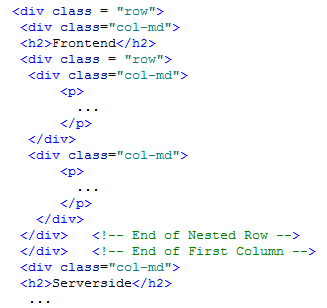 <div class = "row">
<div class="col-md">
<h2>Frontend</h2>
<div class = "row">
<div class="col-md">
<p>
...
</p>
</div>
<div class="col-md">
<p>
...
</p>
</div>
</div> <!-- End of Nested Row -->
</div> <!-- End of First Column -->
<div class="col-md">
<h2>Serverside</h2>
...